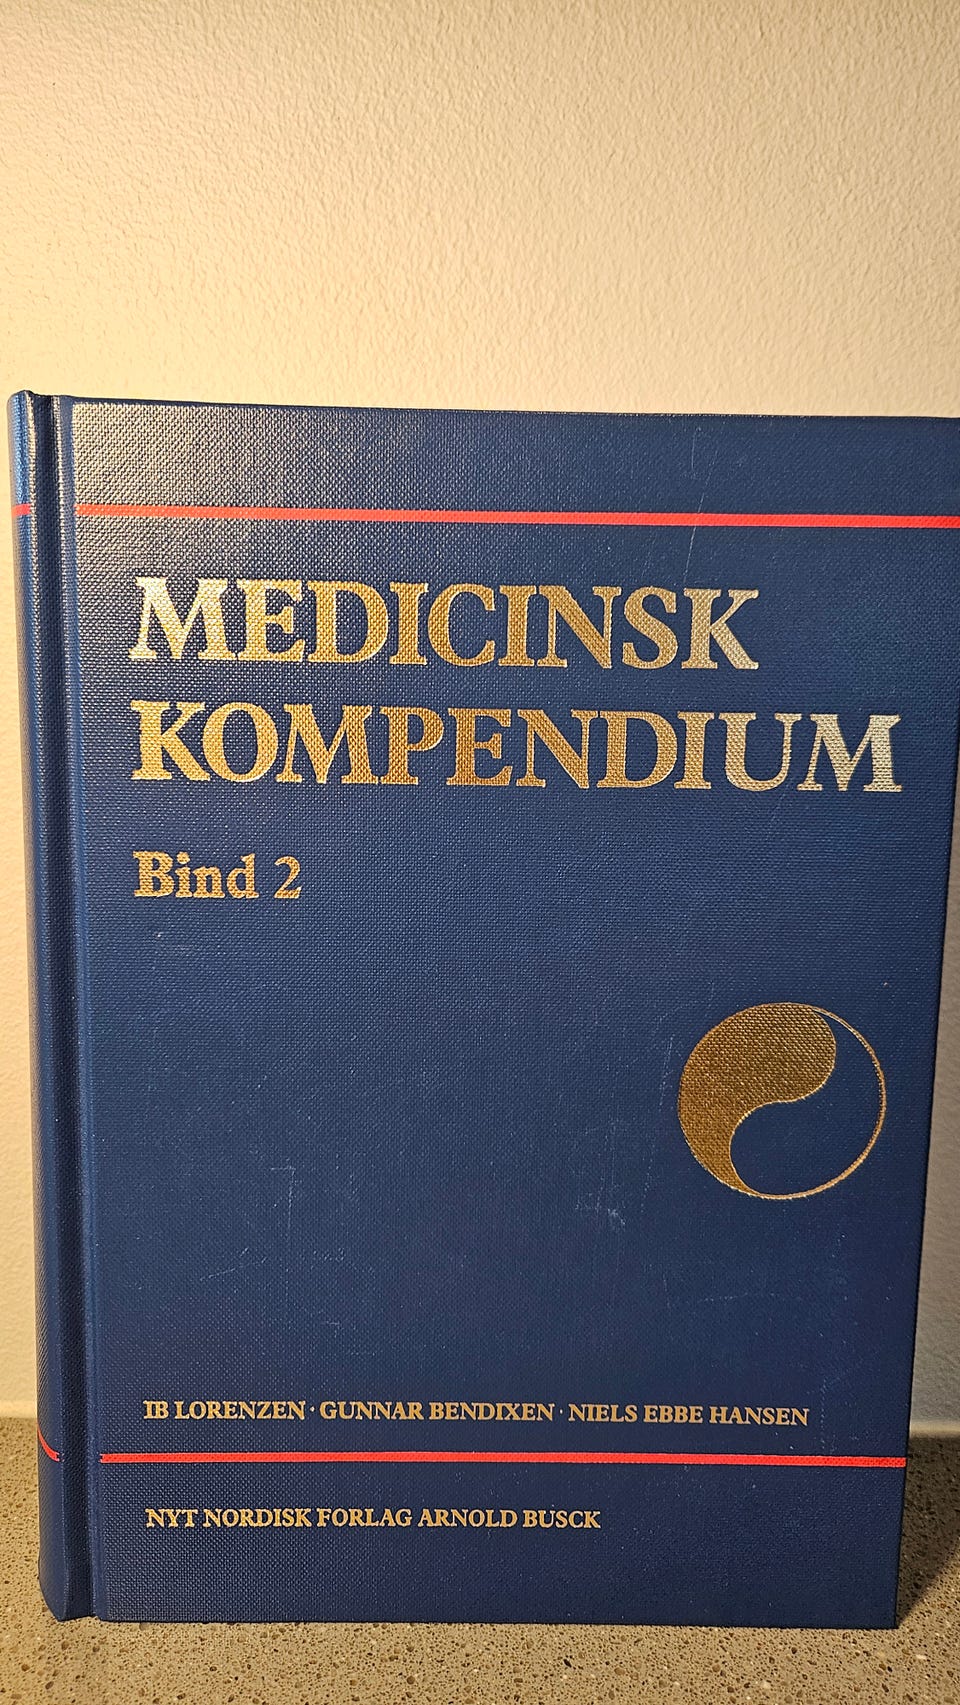 MEDICINSK
KOMPENDIUM
Bind 2
IB LORENZEN · GUNNAR BENDIXEN · NIELS EBBE HANSEN
NYT NORDISK FORLAG ARNOLD BUSCK